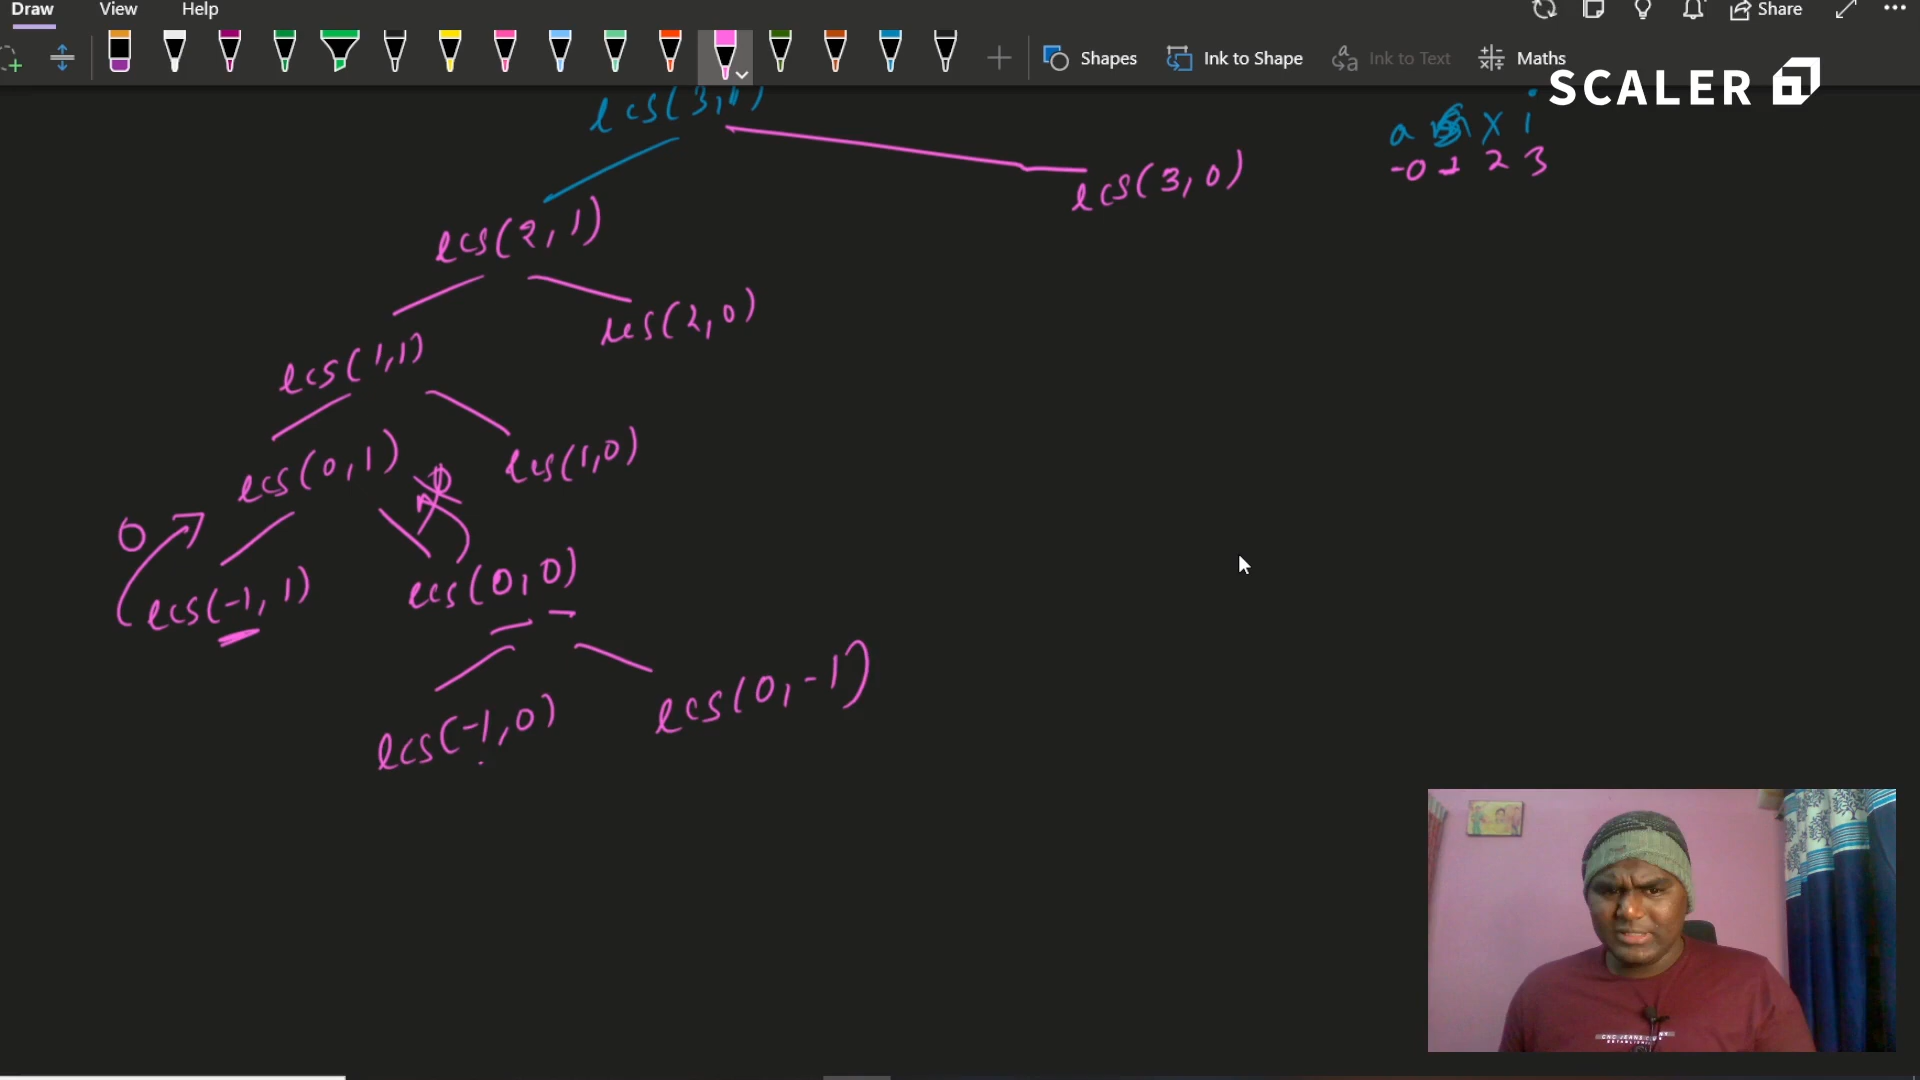 Draw View Help Share
Shapes Ink to Shape Ink to Text Maths
SCALER
lcs(3,1)
a x i
-0 1 2 3
lcs(3,0)
lcs(2,1)
lcs(2,0)
lcs(1,1)
lcs(0,1)
lcs(1,0)
0
lcs(-1,1)
lcs(0,0)
lcs(-1,0)
lcs(0,-1)